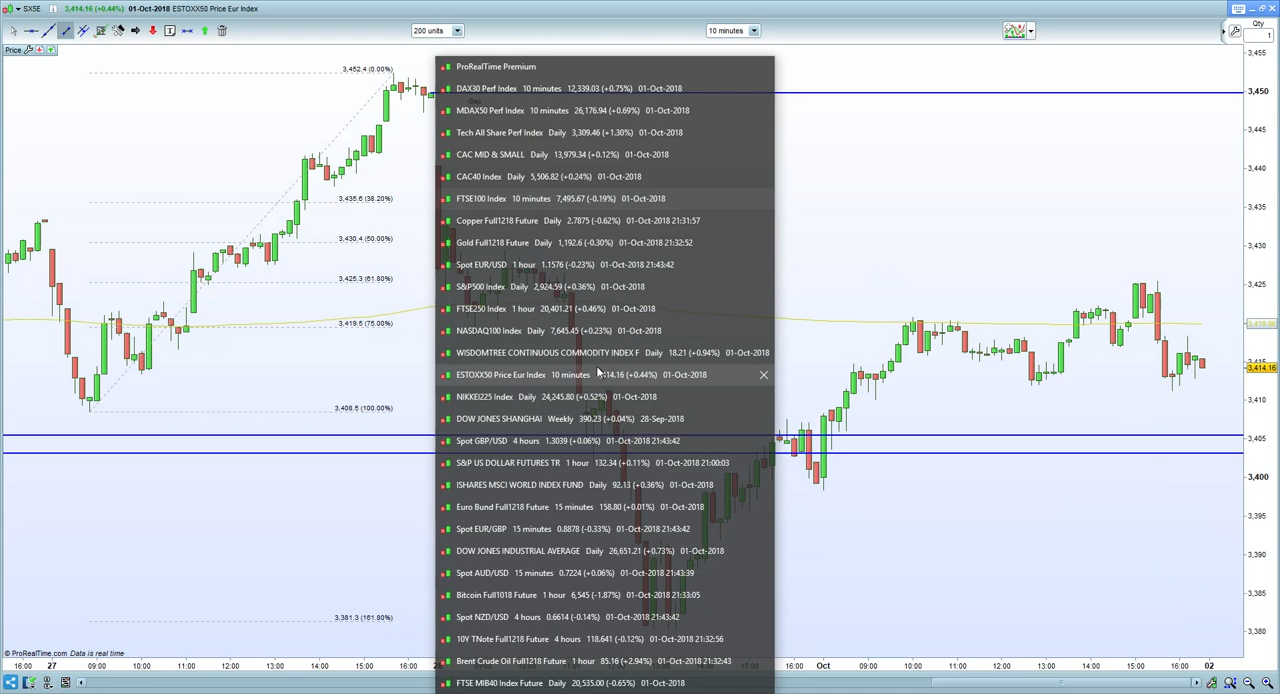 SX5E 3,414.16 (+0.44%) 01-Oct-2018 ESTOXX50 Price Eur Index
Qty
200 units
10 minutes
1
Price
ProRealTime Premium
DAX30 Perf Index 10 minutes 12,339.03 (+0.75%) 01-Oct-2018
MDAX50 Perf Index 10 minutes 26,176.94 (+0.69%) 01-Oct-2018
Tech All Share Perf Index Daily 3,309.46 (+1.30%) 01-Oct-2018
CAC MID & SMALL Daily 13,979.34 (+0.12%) 01-Oct-2018
CAC40 Index Daily 5,506.82 (+0.24%) 01-Oct-2018
FTSE100 Index 10 minutes 7,495.67 (-0.19%) 01-Oct-2018
Copper Full1218 Future Daily 2.7875 (-0.62%) 01-Oct-2018 21:31:57
Gold Full1218 Future Daily 1,192.6 (-0.30%) 01-Oct-2018 21:32:52
Spot EUR/USD 1 hour 1.1576 (-0.23%) 01-Oct-2018 21:43:42
S&P500 Index Daily 2,924.59 (+0.36%) 01-Oct-2018
FTSE250 Index 1 hour 20,401.21 (+0.46%) 01-Oct-2018
NASDAQ100 Index Daily 7,645.45 (+0.23%) 01-Oct-2018
WISDOMTREE CONTINUOUS COMMODITY INDEX F Daily 18.21 (+0.94%) 01-Oct-2018
ESTOXX50 Price Eur Index 10 minutes 14.16 (+0.44%) 01-Oct-2018
NIKKEI225 Index Daily 24,245.80 (+0.52%) 01-Oct-2018
DOW JONES SHANGHAI Weekly 390.23 (+0.04%) 28-Sep-2018
Spot GBP/USD 4 hours 1.3039 (+0.06%) 01-Oct-2018 21:43:42
S&P US DOLLAR FUTURES TR 1 hour 132.34 (+0.11%) 01-Oct-2018 21:00:03
ISHARES MSCI WORLD INDEX FUND Daily 92.13 (+0.36%) 01-Oct-2018
Euro Bund Full1218 Future 15 minutes 158.80 (+0.01%) 01-Oct-2018
Spot EUR/GBP 15 minutes 0.8878 (-0.33%) 01-Oct-2018 21:43:42
DOW JONES INDUSTRIAL AVERAGE Daily 26,651.21 (+0.73%) 01-Oct-2018
Spot AUD/USD 15 minutes 0.7224 (+0.06%) 01-Oct-2018 21:43:39
Bitcoin Full1018 Future 1 hour 6,545 (-1.87%) 01-Oct-2018 21:33:05
Spot NZD/USD 4 hours 0.6614 (-0.14%) 01-Oct-2018 21:43:42
10Y TNote Full1218 Future 4 hours 118.641 (-0.12%) 01-Oct-2018 21:32:56
Brent Crude Oil Full1218 Future 1 hour 85.16 (+2.94%) 01-Oct-2018 21:32:43
FTSE MIB40 Index Future Daily 20,535.00 (-0.65%) 01-Oct-2018
3,452.4 (0.00%)
3,435.6 (38.20%)
3,430.4 (50.00%)
3,425.3 (61.80%)
3,419.5 (75.00%)
3,408.5 (100.00%)
3,381.3 (161.80%)
3,455
3,450
3,445
3,440
3,435
3,430
3,425
3,415
3,414.16
3,410
3,405
3,400
3,395
3,390
3,385
3,380
© ProRealTime.com Data is real time
16:00 27 09:00 10:00 11:00 12:00 13:00 14:00 15:00 16:00 15:00 16:00 Oct 09:00 10:00 11:00 12:00 13:00 14:00 15:00 16:00 02